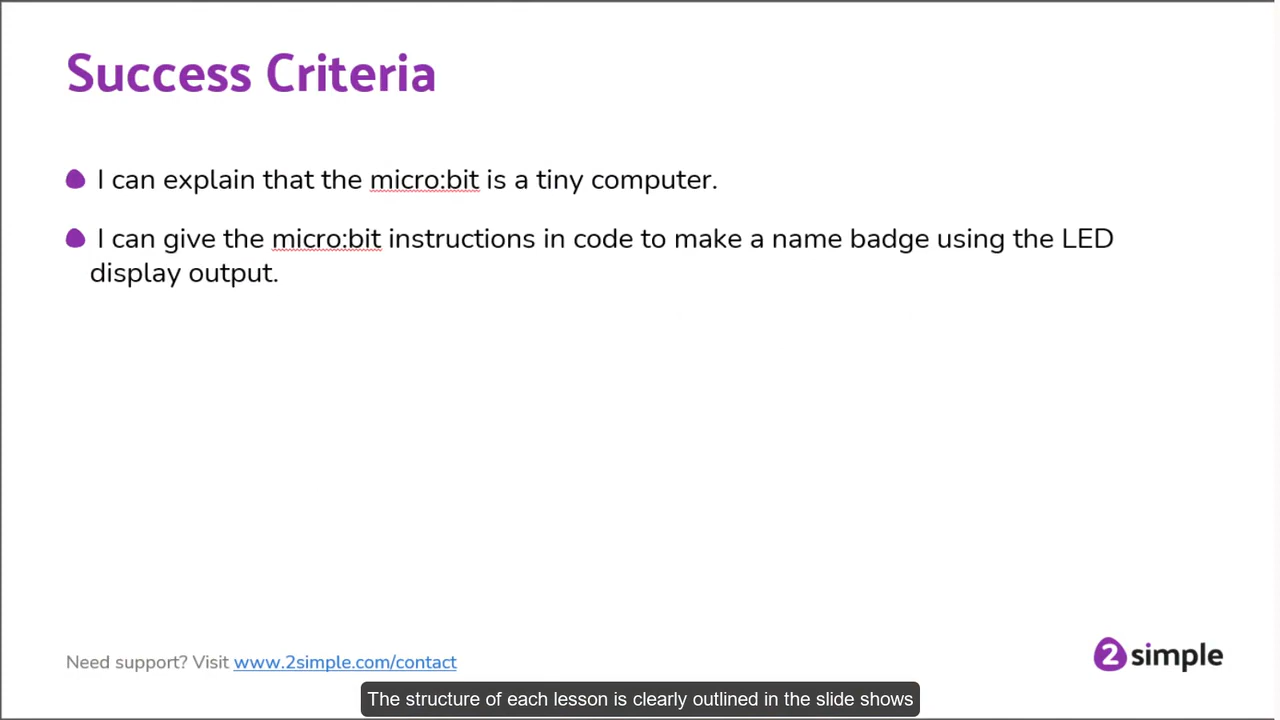 Success Criteria
I can explain that the micro:bit is a tiny computer.
I can give the micro:bit instructions in code to make a name badge using the LED
display output.
Need support? Visit www.2simple.com/contact
2simple
The structure of each lesson is clearly outlined in the slide shows